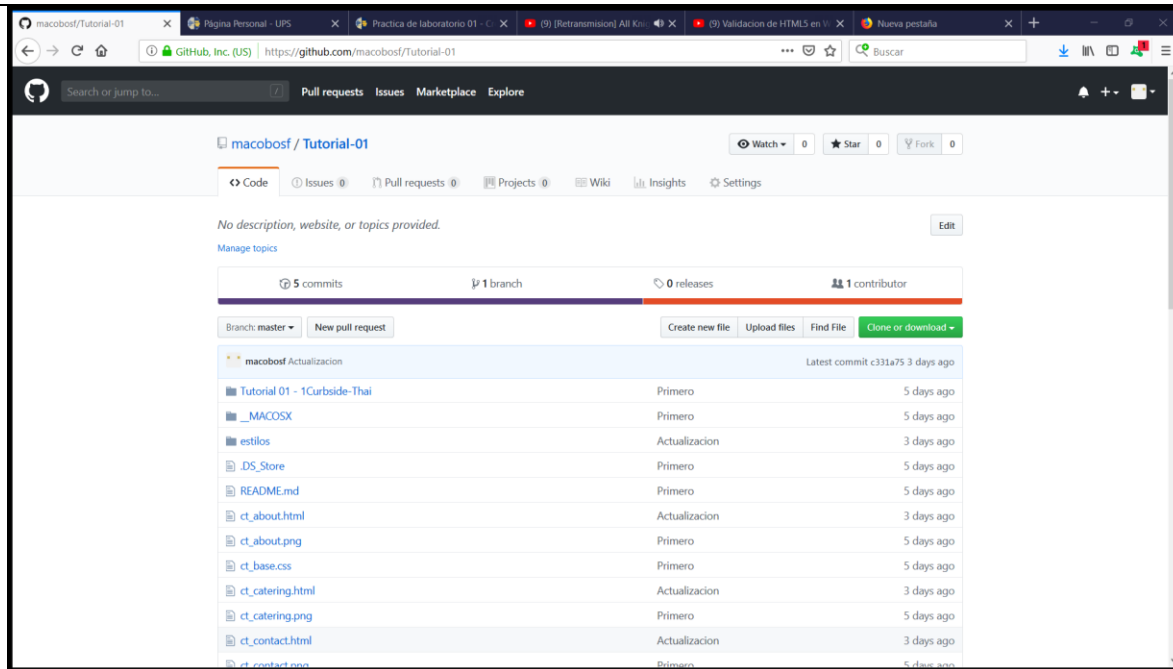 macobosf/Tutorial-01
Página Personal - UPS
Practica de laboratorio 01 - C
(9) [Retransmision] All Knig
(9) Validacion de HTML5 en W
Nueva pestaña
GitHub, Inc. (US) https://github.com/macobosf/Tutorial-01
Buscar
1
Search or jump to...
/
Pull requests Issues Marketplace Explore
macobosf / Tutorial-01
Watch 0 Star 0 Fork 0
Code Issues 0 Pull requests 0 Projects 0 Wiki Insights Settings
No description, website, or topics provided.
Edit
Manage topics
5 commits 1 branch 0 releases 1 contributor
Branch: master New pull request Create new file Upload files Find File Clone or download
macobosf Actualizacion Latest commit c331a75 3 days ago
Tutorial 01 - 1Curbside-Thai Primero 5 days ago
__MACOSX Primero 5 days ago
estilos Actualizacion 3 days ago
.DS_Store Primero 5 days ago
README.md Primero 5 days ago
ct_about.html Actualizacion 3 days ago
ct_about.png Primero 5 days ago
ct_base.css Primero 5 days ago
ct_catering.html Actualizacion 3 days ago
ct_catering.png Primero 5 days ago
ct_contact.html Actualizacion 3 days ago
ct_contact.png Primero 5 days ago